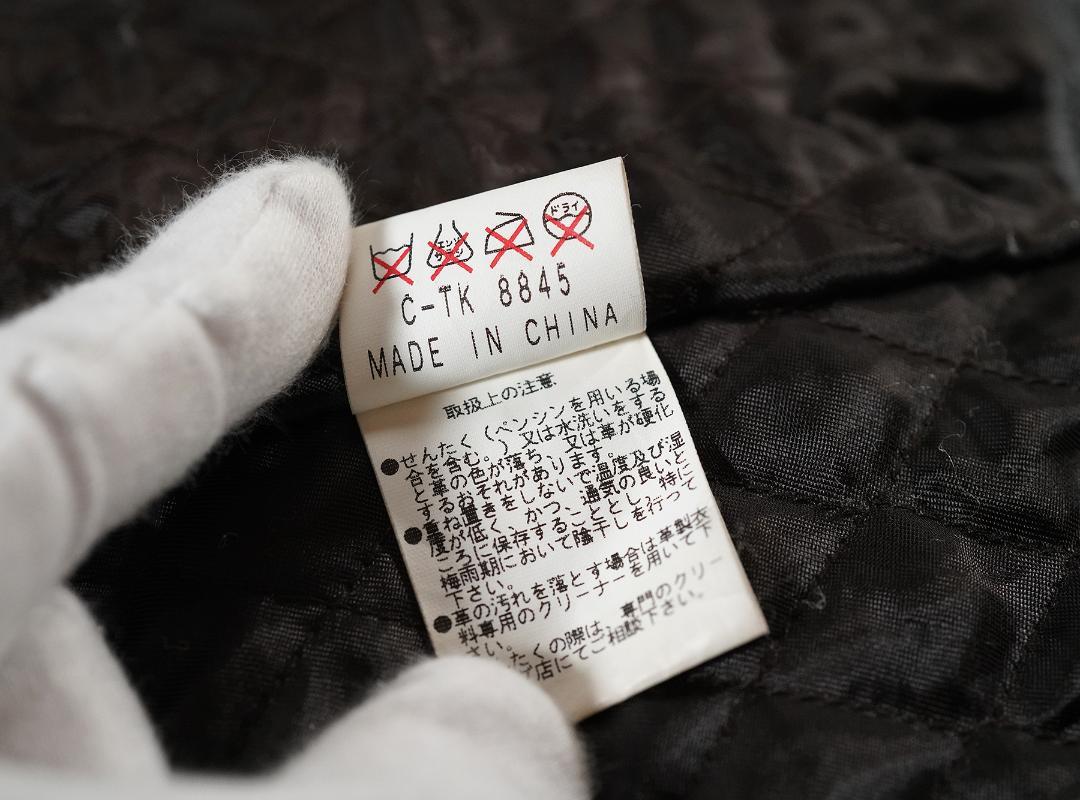 エンソ
サラシ
ドライ
C-TK 8845
MADE IN CHINA
取扱上の注意
●せんたく(ベンジンを用いる場
合を含む。)、又は水洗いをする
と革の色が落ち、又は革が硬化
するおそれがあります。
●重ね置きをしないで温度及び湿
度が低く、かつ、通気の良いと
ころに保存することとし、特に
梅雨期において陰干しを行って
下さい。
●革の汚れを落とす場合は革製衣
料専用のクリーナーを用いて下
さい。
たくの際は、専門のクリー
グ店にてご相談下さい。